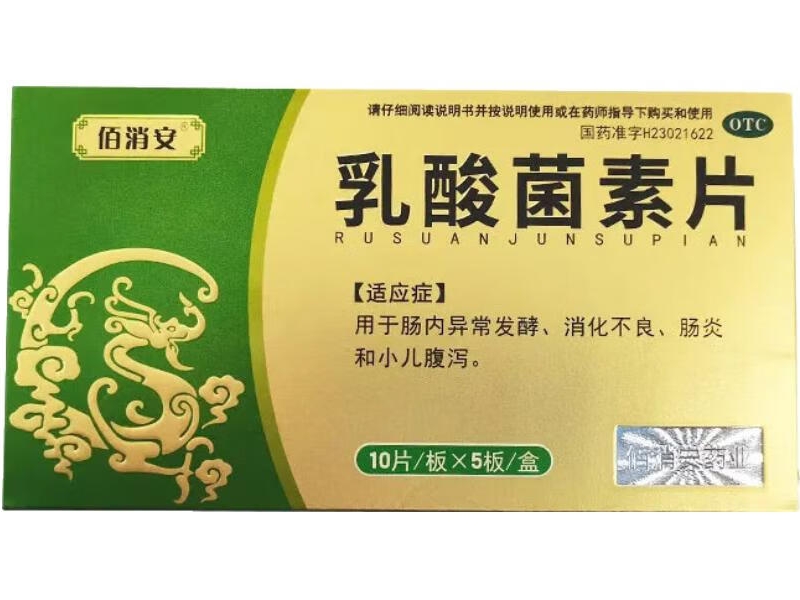 佰消安®
请仔细阅读说明书并按说明使用或在药师指导下购买和使用
国药准字H23021622
OTC
乳酸菌素片
RUSUANJUNSUPIAN
【适应症】
用于肠内异常发酵、消化不良、肠炎
和小儿腹泻。
10片/板×5板/盒